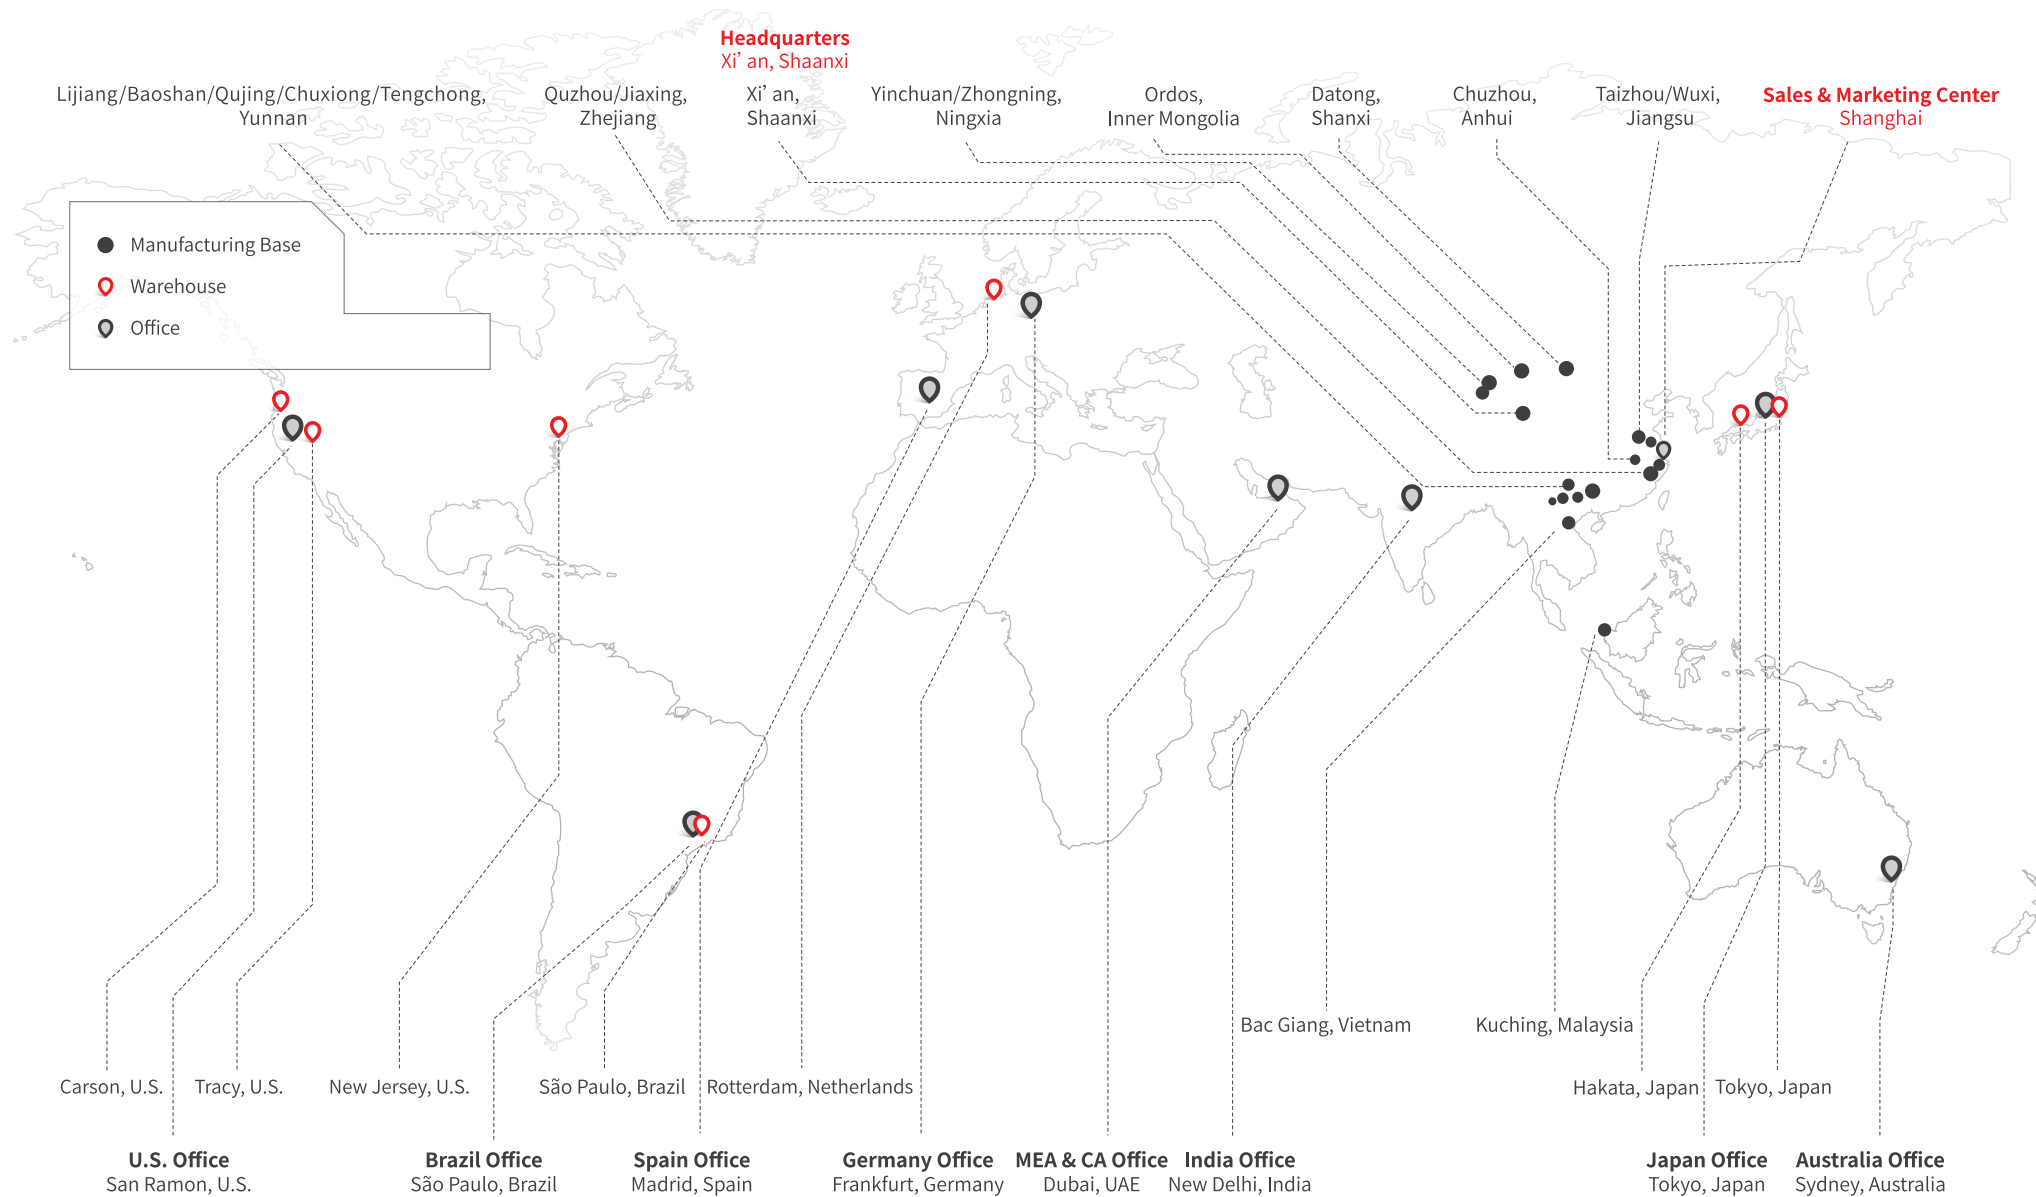 Headquarters
Xi’ an, Shaanxi
Lijiang/Baoshan/Qujing/Chuxiong/Tengchong,
Yunnan
Quzhou/Jiaxing,
Zhejiang
Xi’ an,
Shaanxi
Yinchuan/Zhongning,
Ningxia
Ordos,
Inner Mongolia
Datong,
Shanxi
Chuzhou,
Anhui
Taizhou/Wuxi,
Jiangsu
Sales & Marketing Center
Shanghai
Manufacturing Base
Warehouse
Office
Bac Giang, Vietnam
Kuching, Malaysia
Carson, U.S.
Tracy, U.S.
New Jersey, U.S.
São Paulo, Brazil
Rotterdam, Netherlands
Hakata, Japan
Tokyo, Japan
U.S. Office
San Ramon, U.S.
Brazil Office
São Paulo, Brazil
Spain Office
Madrid, Spain
Germany Office
Frankfurt, Germany
MEA & CA Office
Dubai, UAE
India Office
New Delhi, India
Japan Office
Tokyo, Japan
Australia Office
Sydney, Australia